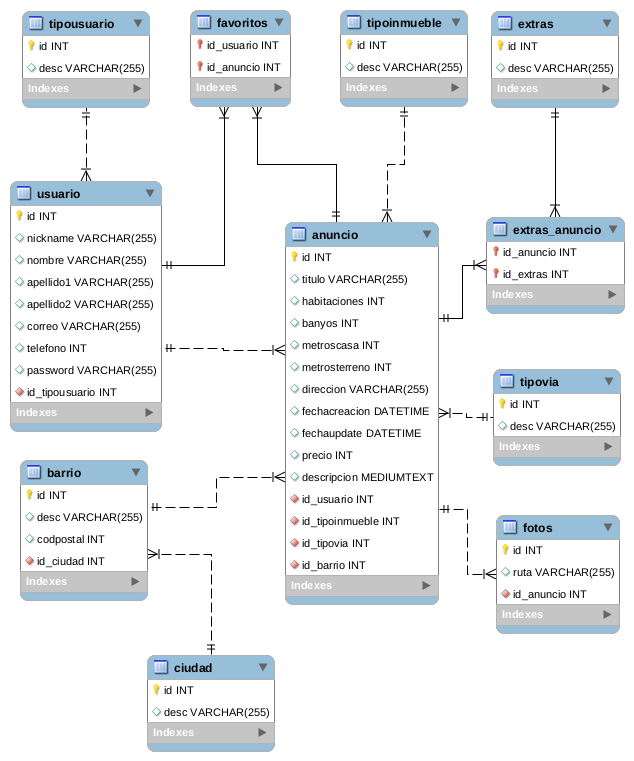 tipousuario
id INT
desc VARCHAR(255)
Indexes
favoritos
id_usuario INT
id_anuncio INT
Indexes
tipoinmueble
id INT
desc VARCHAR(255)
Indexes
extras
id INT
desc VARCHAR(255)
Indexes
usuario
id INT
nickname VARCHAR(255)
nombre VARCHAR(255)
apellido1 VARCHAR(255)
apellido2 VARCHAR(255)
correo VARCHAR(255)
telefono INT
password VARCHAR(255)
id_tipousuario INT
Indexes
anuncio
id INT
titulo VARCHAR(255)
habitaciones INT
banyos INT
metroscasa INT
metrosterreno INT
direccion VARCHAR(255)
fechacreacion DATETIME
fechaupdate DATETIME
precio INT
descripcion MEDIUMTEXT
id_usuario INT
id_tipoinmueble INT
id_tipovia INT
id_barrio INT
Indexes
extras_anuncio
id_anuncio INT
id_extras INT
Indexes
tipovia
id INT
desc VARCHAR(255)
Indexes
barrio
id INT
desc VARCHAR(255)
codpostal INT
id_ciudad INT
Indexes
fotos
id INT
ruta VARCHAR(255)
id_anuncio INT
Indexes
ciudad
id INT
desc VARCHAR(255)
Indexes